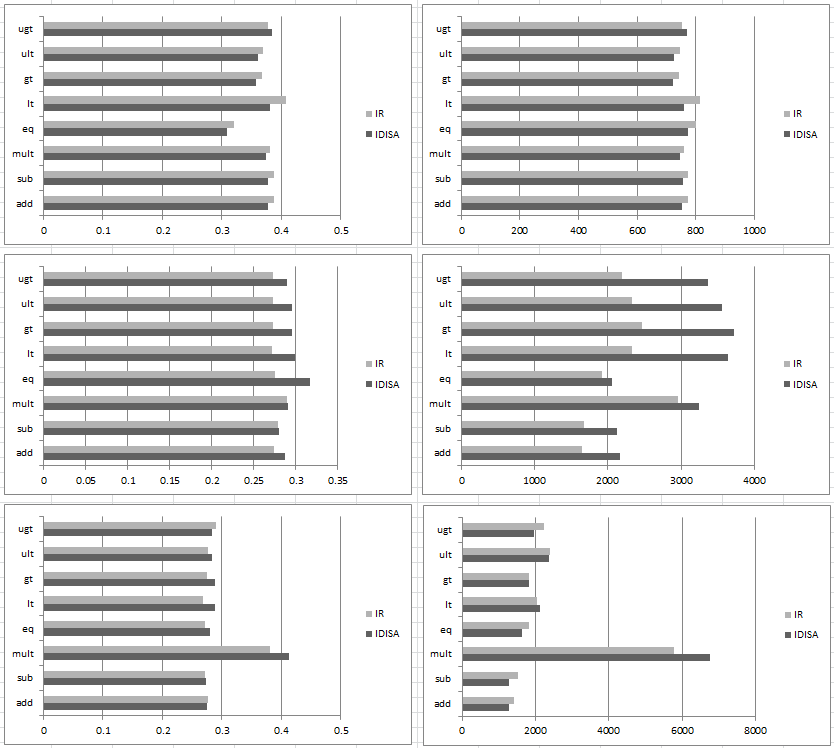 ugt
ult
gt
lt
eq
mult
sub
add
0 0.1 0.2 0.3 0.4 0.5
IR
IDISA
ugt
ult
gt
lt
eq
mult
sub
add
0 200 400 600 800 1000
IR
IDISA
ugt
ult
gt
lt
eq
mult
sub
add
0 0.05 0.1 0.15 0.2 0.25 0.3 0.35
IR
IDISA
ugt
ult
gt
lt
eq
mult
sub
add
0 1000 2000 3000 4000
IR
IDISA
ugt
ult
gt
lt
eq
mult
sub
add
0 0.1 0.2 0.3 0.4 0.5
IR
IDISA
ugt
ult
gt
lt
eq
mult
sub
add
0 2000 4000 6000 8000
IR
IDISA